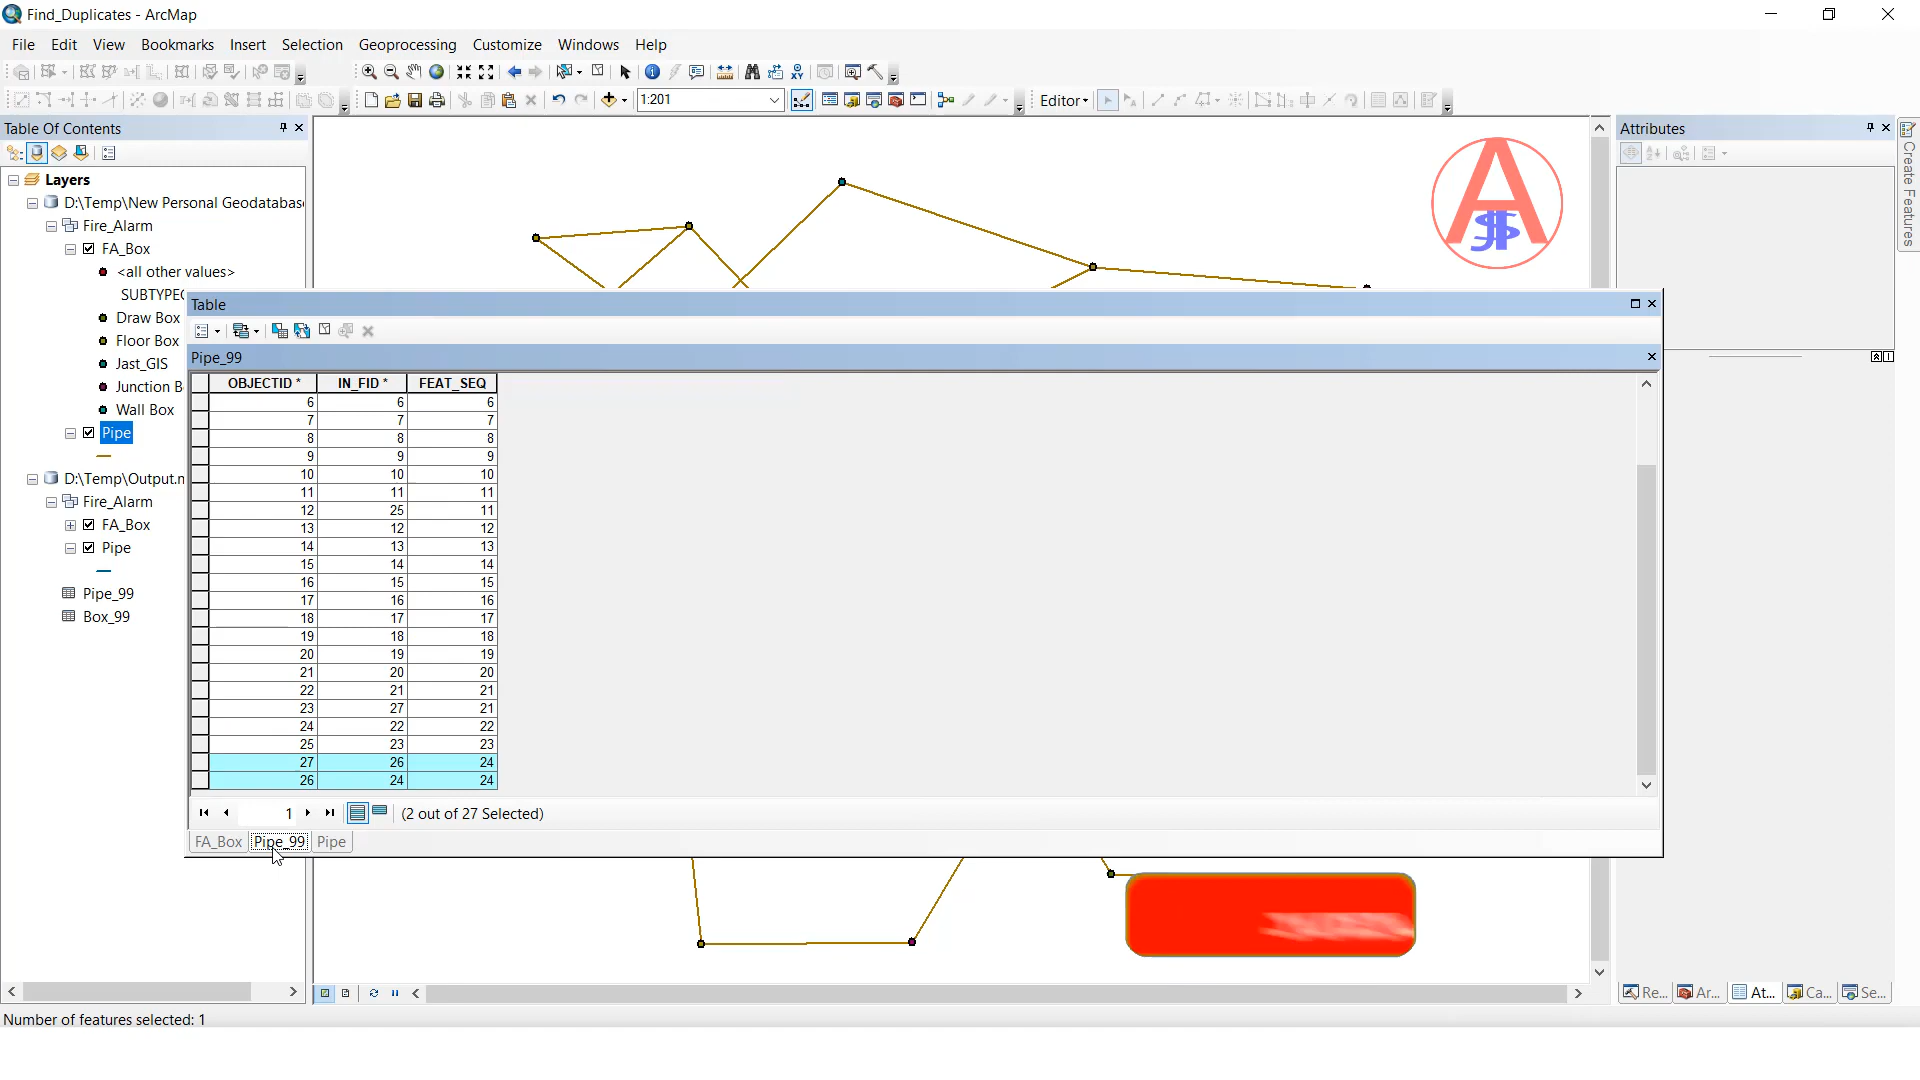 Find_Duplicates - ArcMap
File Edit View Bookmarks Insert Selection Geoprocessing Customize Windows Help
1:201 Editor
Table Of Contents
Layers
D:\Temp\New Personal Geodatabas
Fire_Alarm
FA_Box
<all other values>
SUBTYPE
Draw Box
Floor Box
Jast_GIS
Junction B
Wall Box
Pipe
D:\Temp\Output.
Fire_Alarm
FA_Box
Pipe
Pipe_99
Box_99
Table
Pipe_99
OBJECTID * IN_FID * FEAT_SEQ
6 6 6
7 7 7
8 8 8
9 9 9
10 10 10
11 11 11
12 25 11
13 12 12
14 13 13
15 14 14
16 15 15
17 16 16
18 17 17
19 18 18
20 19 19
21 20 20
22 21 21
23 27 21
24 22 22
25 23 23
27 26 24
26 24 24
1 (2 out of 27 Selected)
FA_Box Pipe_99 Pipe
Attributes
Create Features
Re... Ar... At... Ca... Se...
Number of features selected: 1